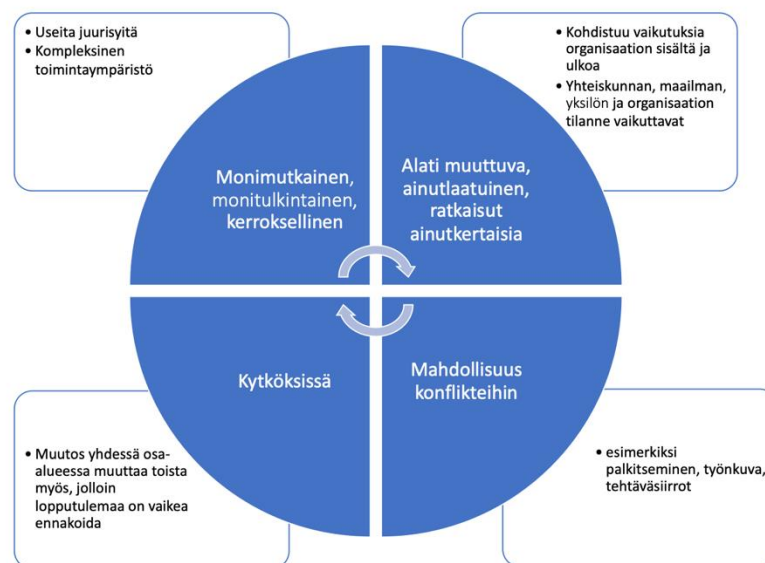 • Useita juurisyitä
• Kompleksinen
toimintaympäristö
• Kohdistuu vaikutuksia
organisaation sisältä ja
ulkoa
• Yhteiskunnan, maailman,
yksilön ja organisaation
tilanne vaikuttavat
Monimutkainen,
monitulkintainen,
kerroksellinen
Alati muuttuva,
ainutlaatuinen,
ratkaisut
ainutkertaisia
Kytköksissä
Mahdollisuus
konflikteihin
• Muutos yhdessä osa-
alueessa muuttaa toista
myös, jolloin
lopputulemaa on vaikea
ennakoida
• esimerkiksi
palkitseminen, työnkuva,
tehtäväsiirrot